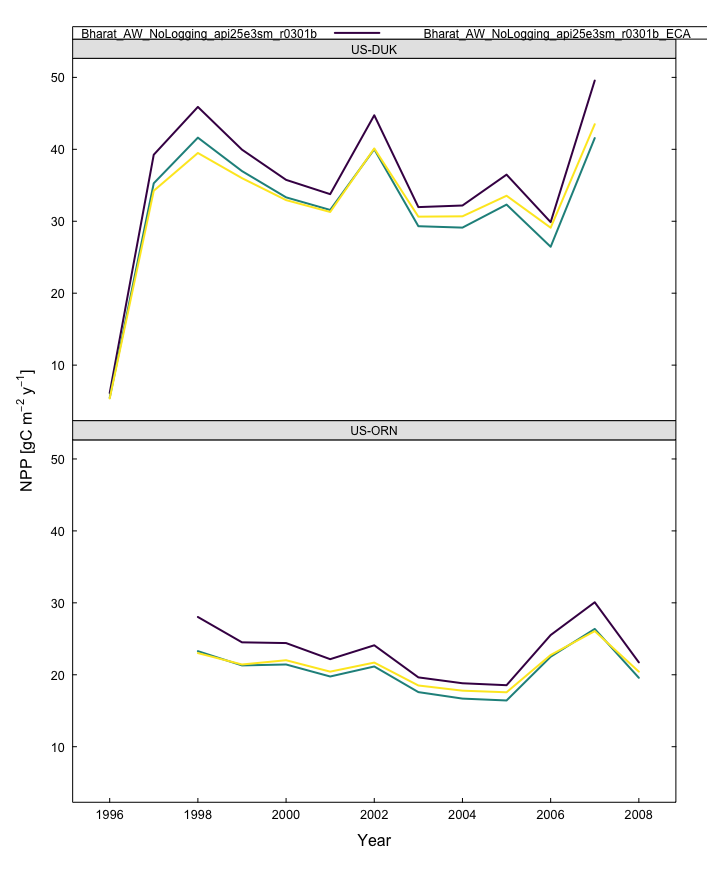 Bharat_AW_NoLogging_api25e3sm_r0301b Bharat_AW_NoLogging_api25e3sm_r0301b_ECA
US-DUK
50
40
30
20
10
NPP [gC m⁻² y⁻¹]
US-ORN
50
40
30
20
10
1996 1998 2000 2002 2004 2006 2008
Year